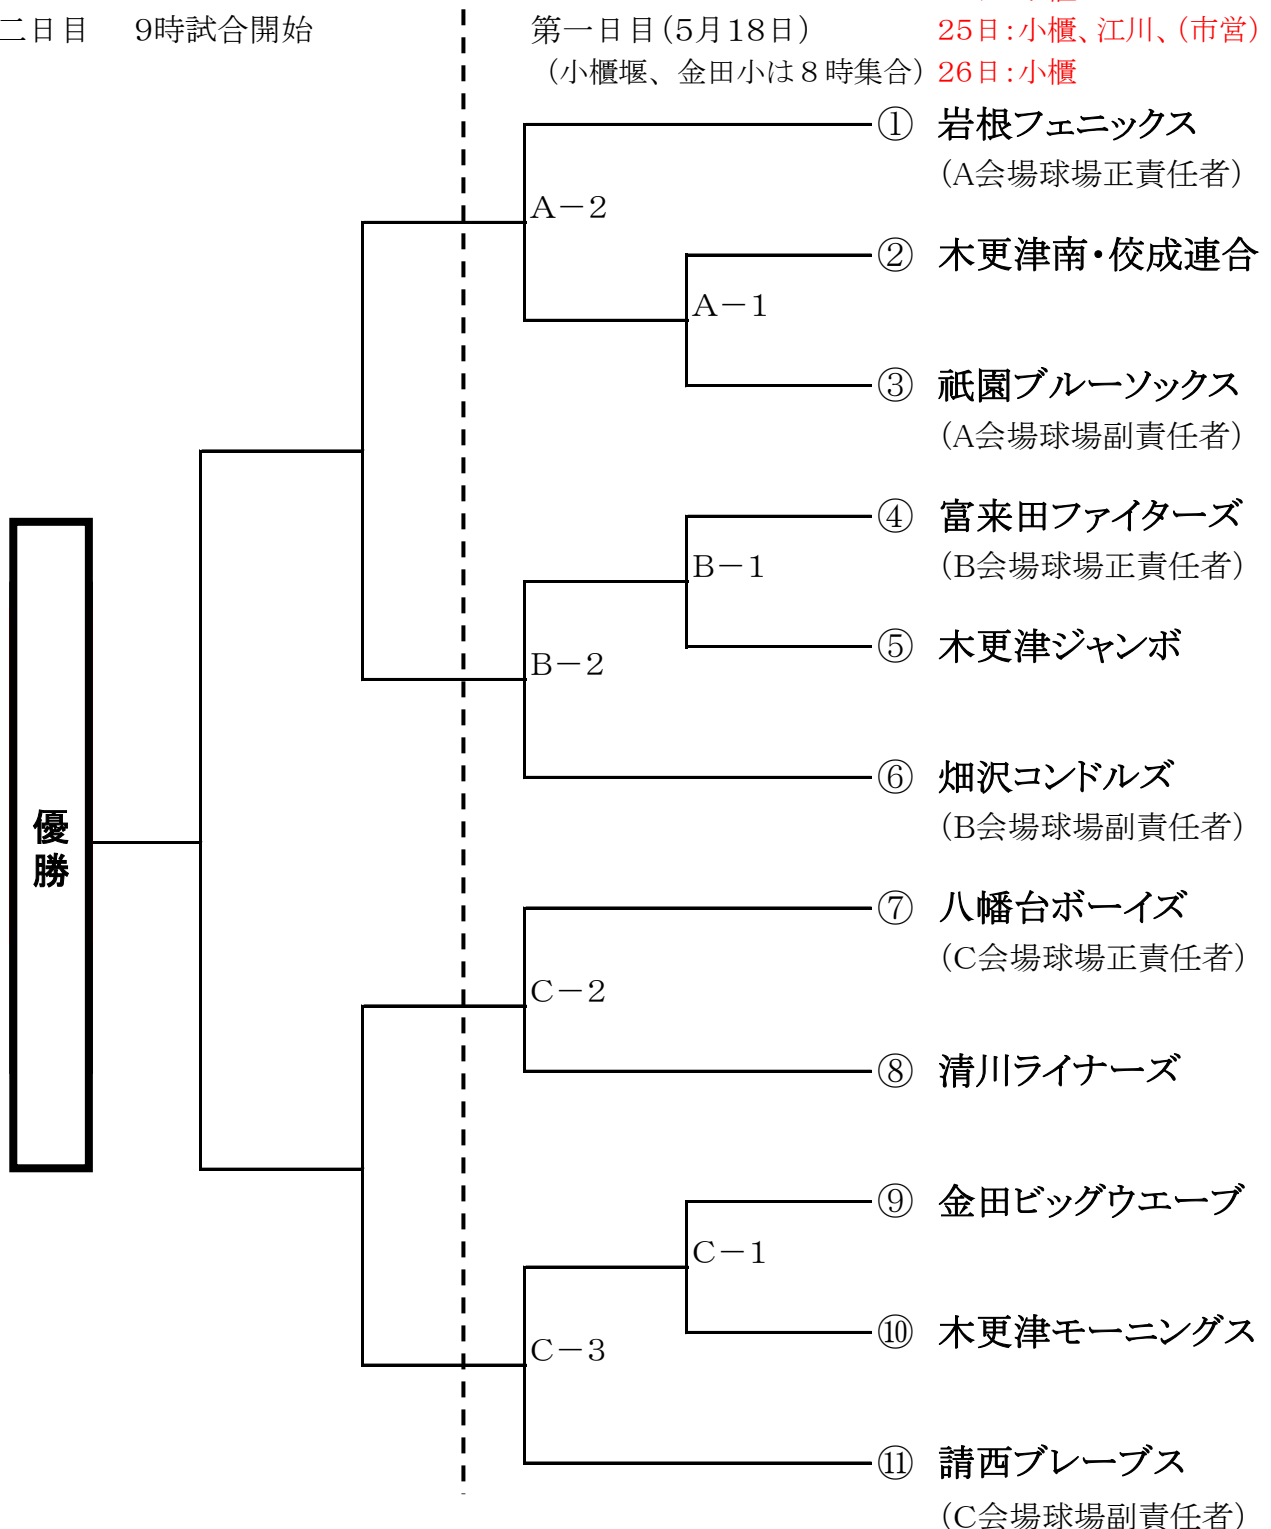 二日目　9時試合開始
第一日目(5月18日)
25日:小櫃、江川、(市営)
(小櫃堰、金田小は８時集合)
26日:小櫃
① 岩根フェニックス
(A会場球場正責任者)
A－2
② 木更津南・佼成連合
A－1
③ 祇園ブルーソックス
(A会場球場副責任者)
④ 富来田ファイターズ
(B会場球場正責任者)
B－1
⑤ 木更津ジャンボ
B－2
⑥ 畑沢コンドルズ
(B会場球場副責任者)
優勝
⑦ 八幡台ボーイズ
(C会場球場正責任者)
C－2
⑧ 清川ライナーズ
⑨ 金田ビッグウエーブ
C－1
⑩ 木更津モーニングス
C－3
⑪ 請西ブレーブス
(C会場球場副責任者)